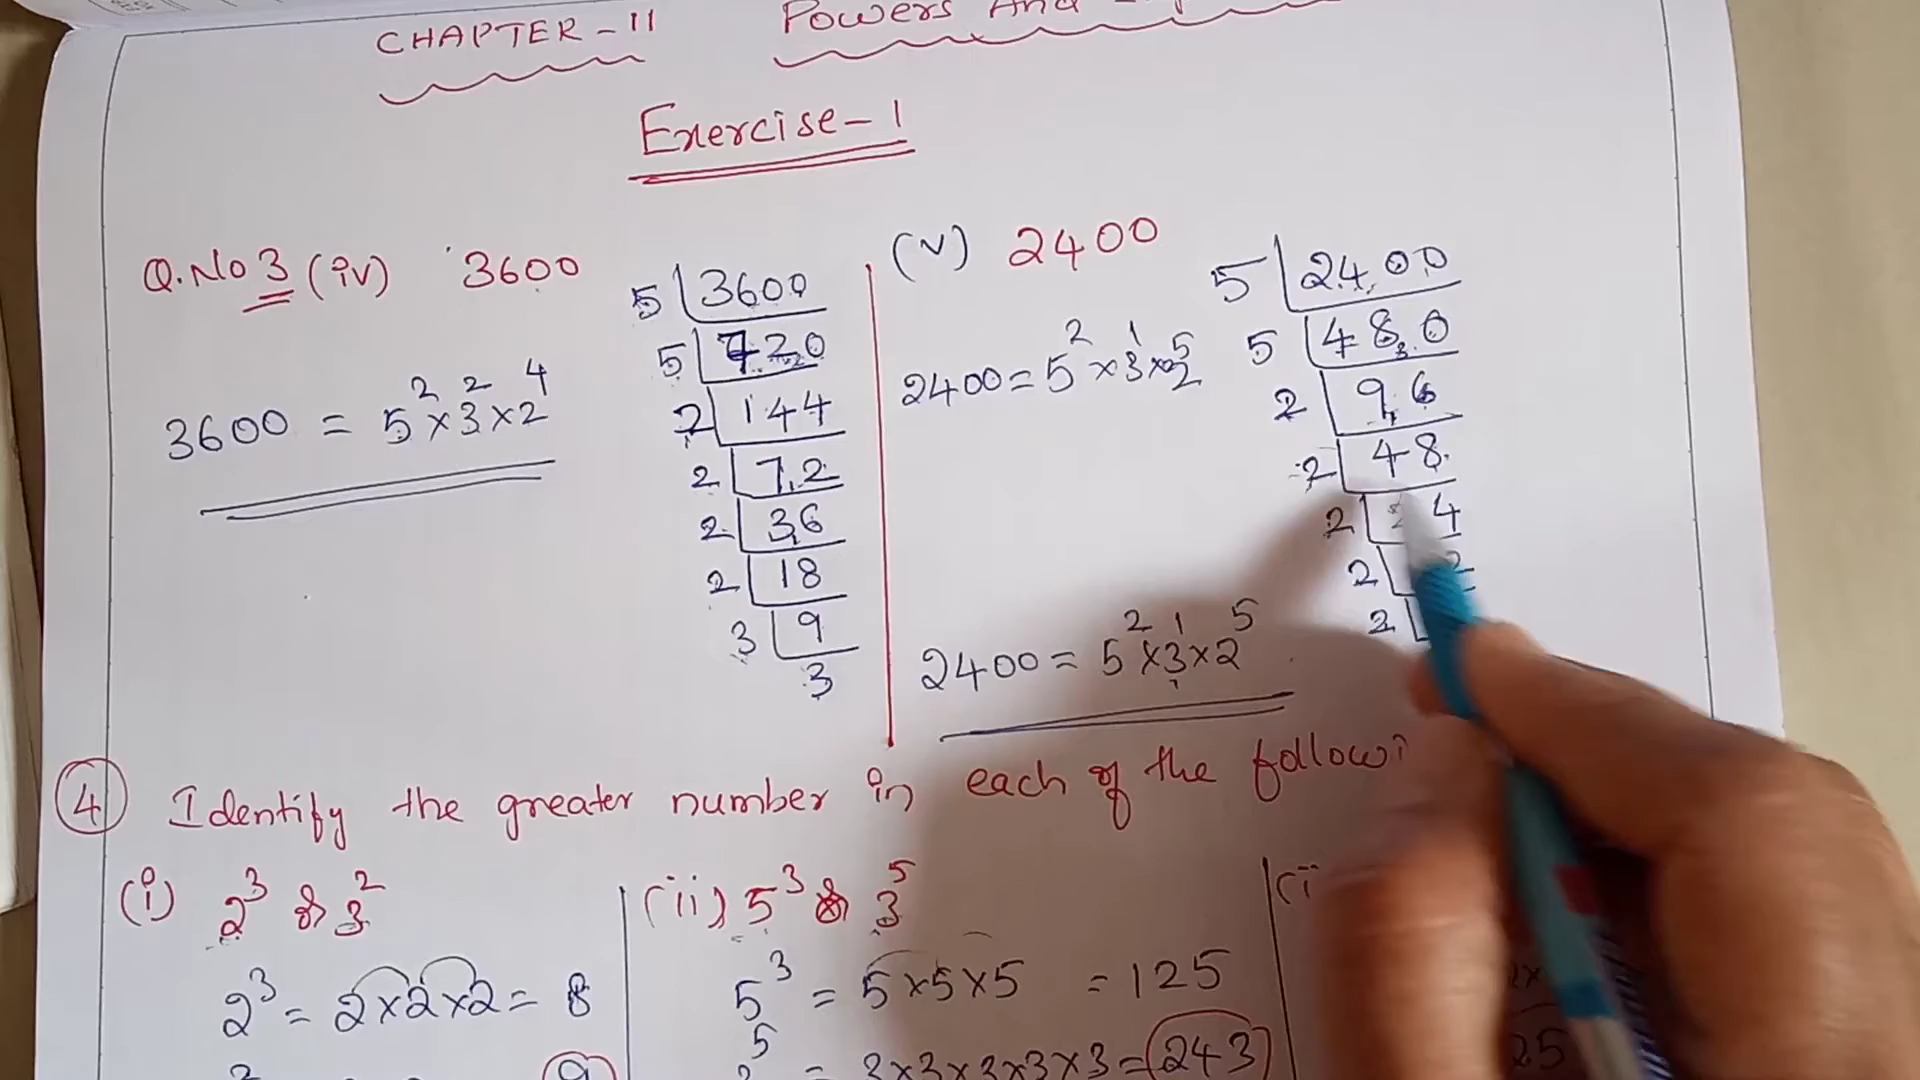 CHAPTER - 11 Powers And
Exercise - 1
Q.No 3 (iv) 3600
3600 = 5² × 3² × 2⁴
5 | 3600
5 | 720
2 | 144
2 | 72
2 | 36
2 | 18
3 | 9
3
(v) 2400
2400 = 5² × 3¹ × 2⁵
5 | 2400
5 | 480
2 | 96
2 | 48
2 | 24
2
2
2400 = 5² × 3¹ × 2⁵
4 Identify the greater number in each of the
(i) 2³ & 3²
2³ = 2×2×2 = 8
9
(ii) 5³ & 3⁵
5³ = 5×5×5 = 125
3⁵ = 3×3×3×3×3 = 243